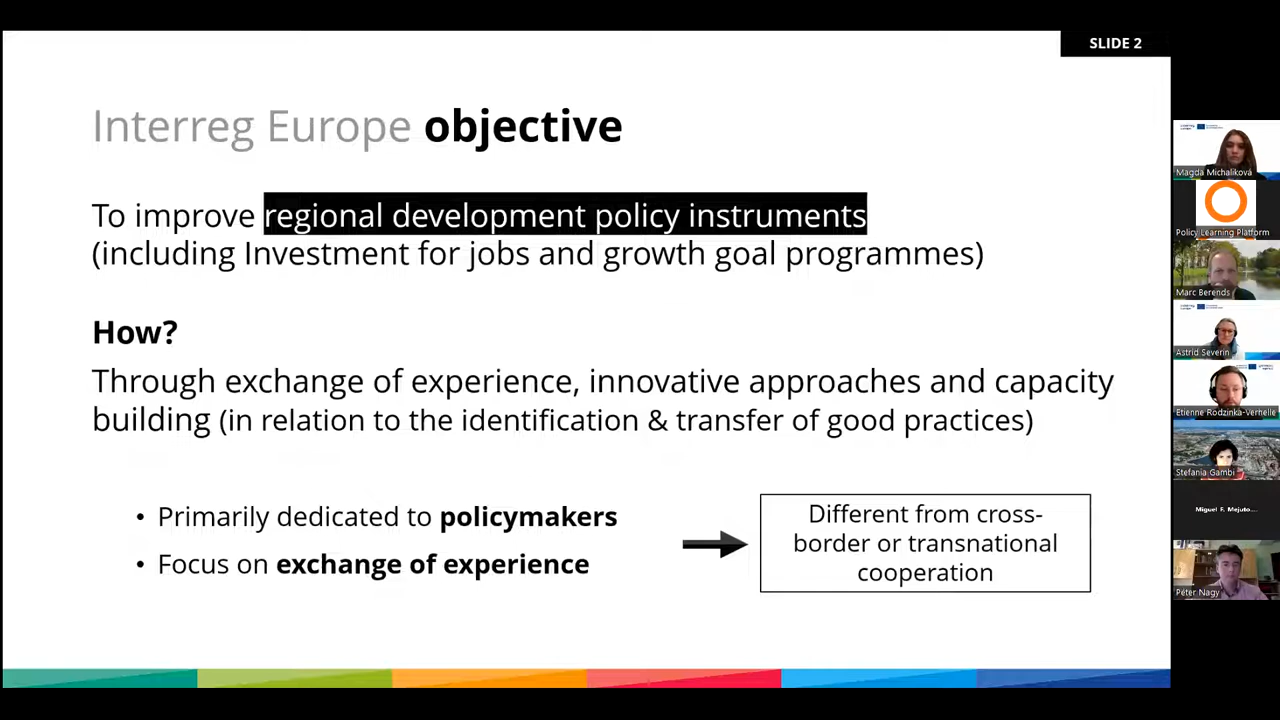 SLIDE 2
Interreg Europe objective
To improve regional development policy instruments
(including Investment for jobs and growth goal programmes)
How?
Through exchange of experience, innovative approaches and capacity
building (in relation to the identification & transfer of good practices)
• Primarily dedicated to policymakers
• Focus on exchange of experience
Different from cross-
border or transnational
cooperation
Magda Michaliková
Policy Learning Platform
Marc Berends
Astrid Severin
Etienne Rodzinka-Verhelle
Stefania Gambi
Miguel F. Mejuto...
Péter Nagy